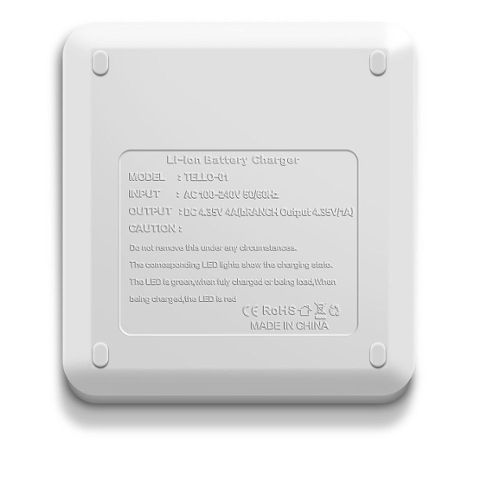 Li-ion Battery Charger
MODEL : TELLO-01
INPUT : AC 100-240V 50/60Hz
OUTPUT : DC 4.35V 4A(bRANCH Output 4.35V/1A)
CAUTION :
Do not remove this under any circumstances.
The corresponding LED lights show the charging state.
The LED is green,when fuly charged or being load,When
being charged,the LED is red
CE RoHS
MADE IN CHINA